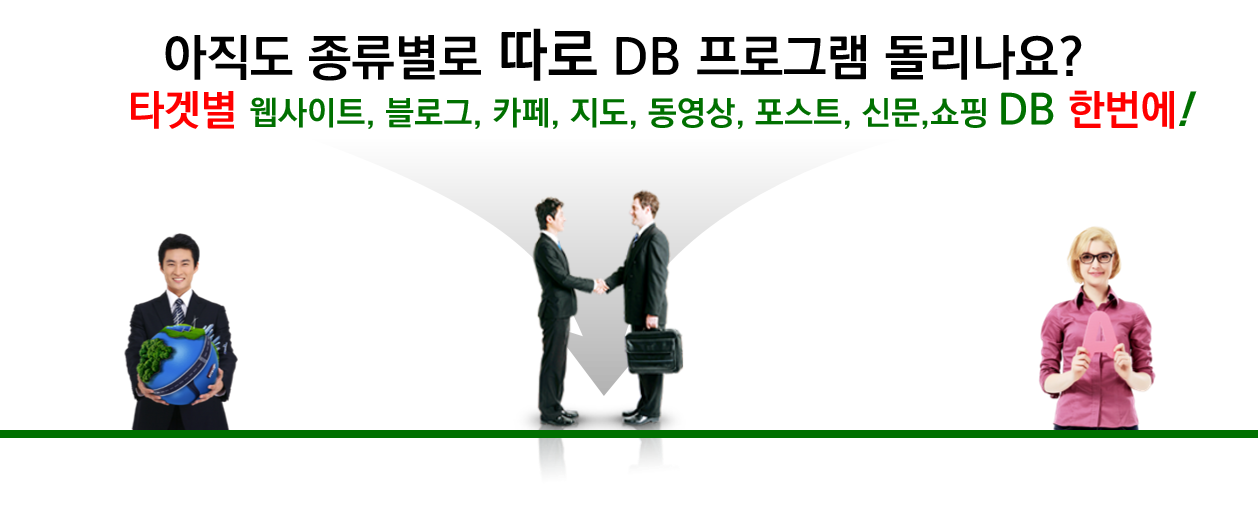 아직도 종류별로 따로 DB 프로그램 돌리나요?
타겟별 웹사이트, 블로그, 카페, 지도, 동영상, 포스트, 신문,쇼핑 DB 한번에!
A